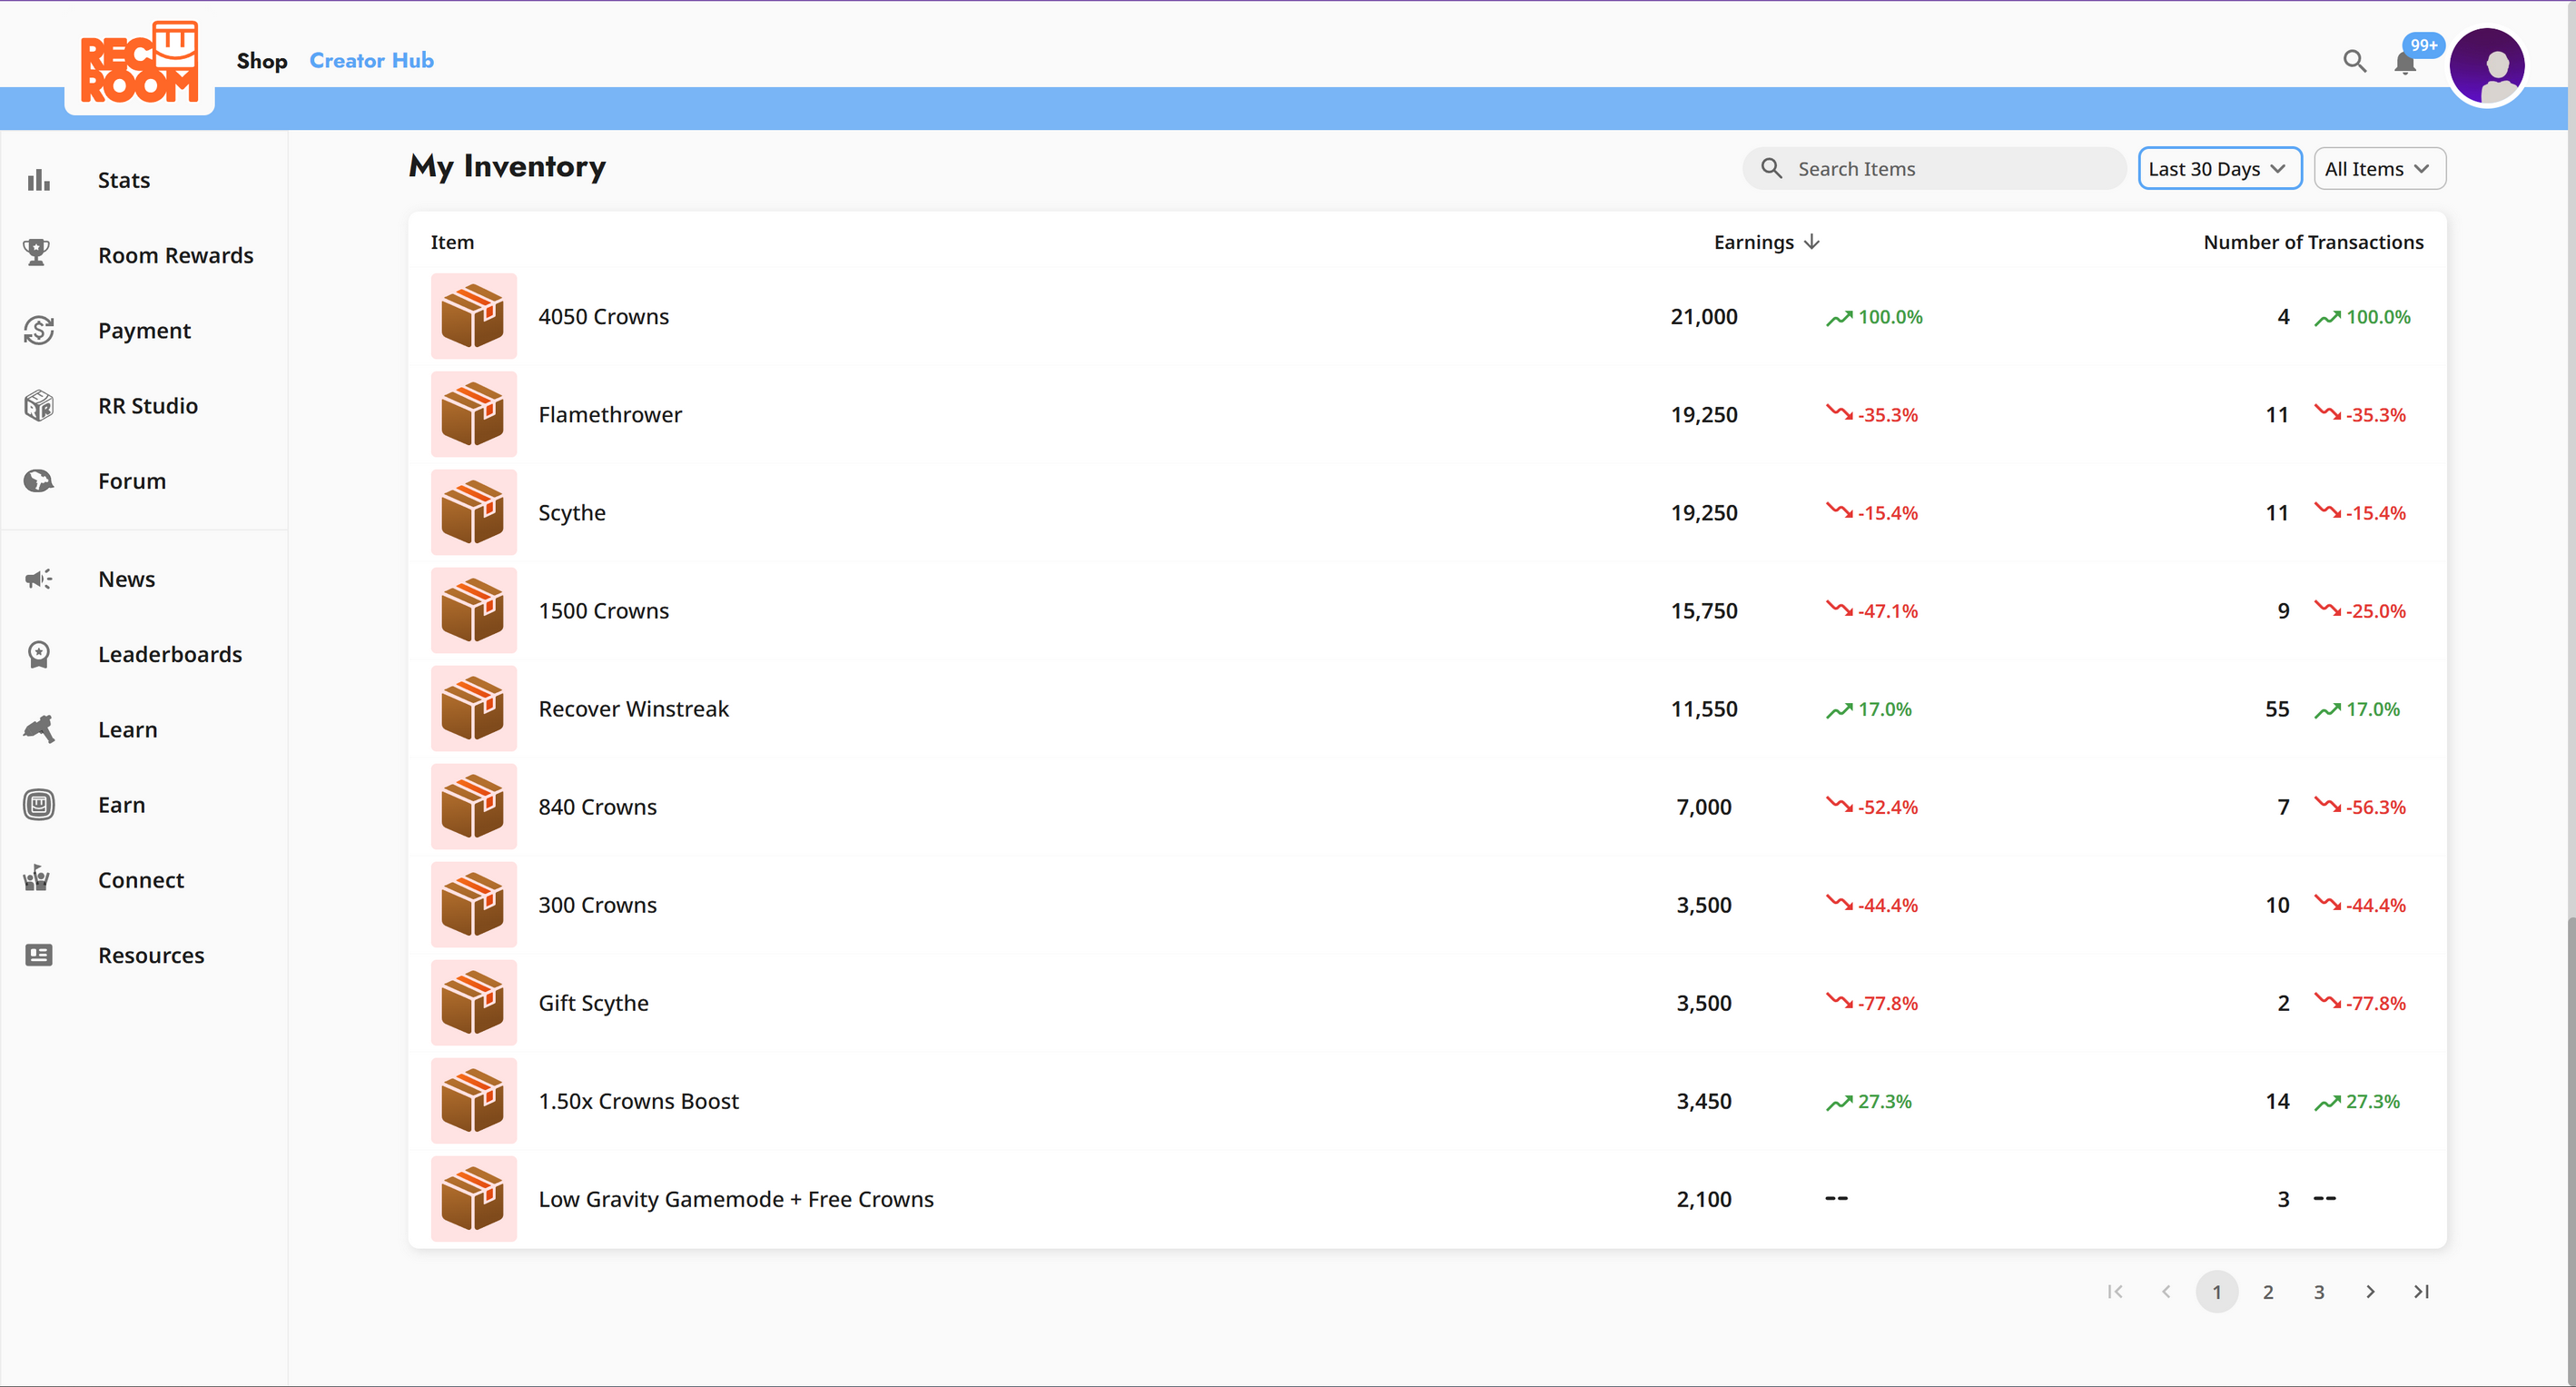 REC ROOM
Shop Creator Hub
99+
Stats
Room Rewards
Payment
RR Studio
Forum
News
Leaderboards
Learn
Earn
Connect
Resources
My Inventory
Search Items
Last 30 Days
All Items
Item Earnings Number of Transactions
4050 Crowns 21,000 100.0% 4 100.0%
Flamethrower 19,250 -35.3% 11 -35.3%
Scythe 19,250 -15.4% 11 -15.4%
1500 Crowns 15,750 -47.1% 9 -25.0%
Recover Winstreak 11,550 17.0% 55 17.0%
840 Crowns 7,000 -52.4% 7 -56.3%
300 Crowns 3,500 -44.4% 10 -44.4%
Gift Scythe 3,500 -77.8% 2 -77.8%
1.50x Crowns Boost 3,450 27.3% 14 27.3%
Low Gravity Gamemode + Free Crowns 2,100 -- 3 --
1 2 3